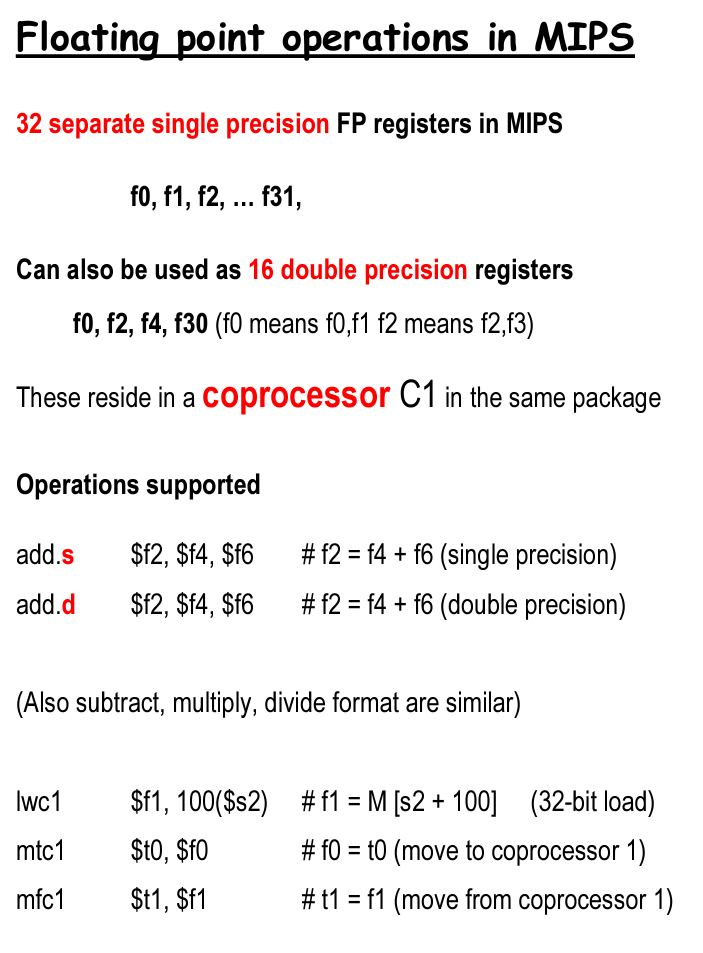 Floating point operations in MIPS
32 separate single precision FP registers in MIPS
f0, f1, f2, … f31,
Can also be used as 16 double precision registers
f0, f2, f4, f30 (f0 means f0,f1 f2 means f2,f3)
These reside in a coprocessor C1 in the same package
Operations supported
add.s $f2, $f4, $f6 # f2 = f4 + f6 (single precision)
add.d $f2, $f4, $f6 # f2 = f4 + f6 (double precision)
(Also subtract, multiply, divide format are similar)
lwc1 $f1, 100($s2) # f1 = M [s2 + 100] (32-bit load)
mtc1 $t0, $f0 # f0 = t0 (move to coprocessor 1)
mfc1 $t1, $f1 # t1 = f1 (move from coprocessor 1)